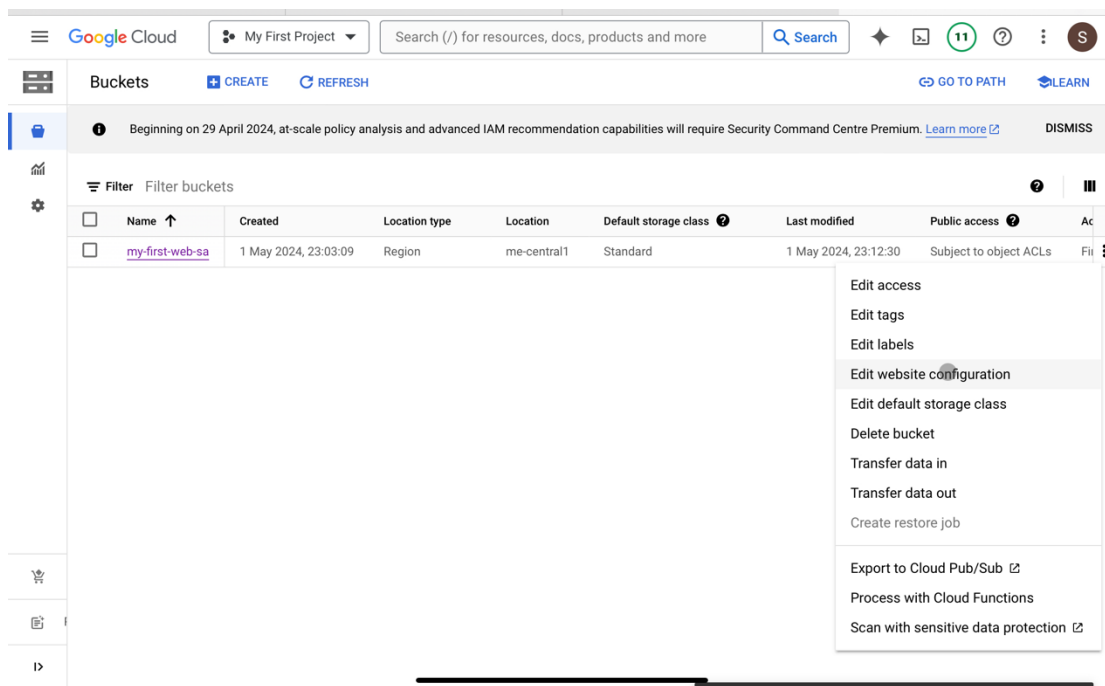 Google Cloud My First Project Search (/) for resources, docs, products and more Search 11 S
Buckets CREATE REFRESH GO TO PATH LEARN
Beginning on 29 April 2024, at-scale policy analysis and advanced IAM recommendation capabilities will require Security Command Centre Premium. Learn more DISMISS
Filter Filter buckets
Name Created Location type Location Default storage class Last modified Public access Ac
my-first-web-sa 1 May 2024, 23:03:09 Region me-central1 Standard 1 May 2024, 23:12:30 Subject to object ACLs
Edit access
Edit tags
Edit labels
Edit website configuration
Edit default storage class
Delete bucket
Transfer data in
Transfer data out
Create restore job
Export to Cloud Pub/Sub
Process with Cloud Functions
Scan with sensitive data protection